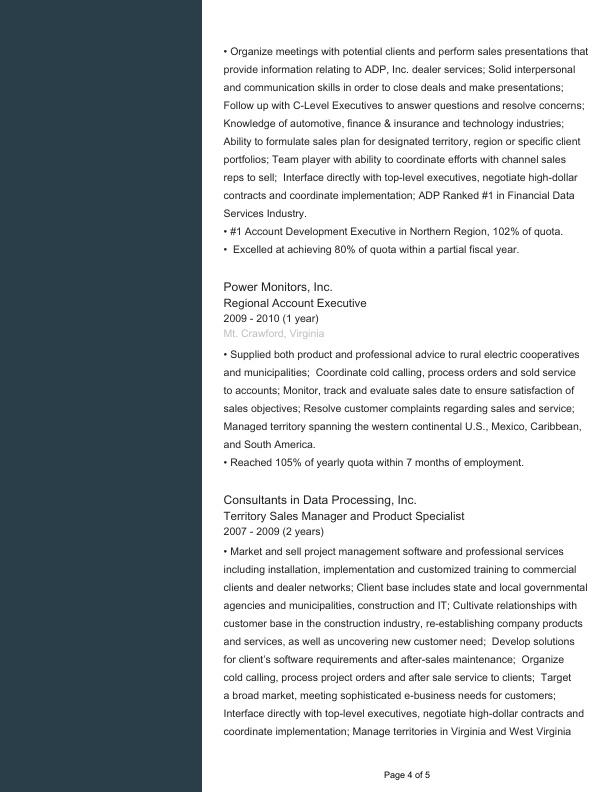 • Organize meetings with potential clients and perform sales presentations that
provide information relating to ADP, Inc. dealer services; Solid interpersonal
and communication skills in order to close deals and make presentations;
Follow up with C-Level Executives to answer questions and resolve concerns;
Knowledge of automotive, finance & insurance and technology industries;
Ability to formulate sales plan for designated territory, region or specific client
portfolios; Team player with ability to coordinate efforts with channel sales
reps to sell;  Interface directly with top-level executives, negotiate high-dollar
contracts and coordinate implementation; ADP Ranked #1 in Financial Data
Services Industry.
• #1 Account Development Executive in Northern Region, 102% of quota.
•  Excelled at achieving 80% of quota within a partial fiscal year.
Power Monitors, Inc.
Regional Account Executive
2009 - 2010 (1 year)
Mt. Crawford, Virginia
• Supplied both product and professional advice to rural electric cooperatives
and municipalities;  Coordinate cold calling, process orders and sold service
to accounts; Monitor, track and evaluate sales date to ensure satisfaction of
sales objectives; Resolve customer complaints regarding sales and service;
Managed territory spanning the western continental U.S., Mexico, Caribbean,
and South America.
• Reached 105% of yearly quota within 7 months of employment.
Consultants in Data Processing, Inc.
Territory Sales Manager and Product Specialist
2007 - 2009 (2 years)
• Market and sell project management software and professional services
including installation, implementation and customized training to commercial
clients and dealer networks; Client base includes state and local governmental
agencies and municipalities, construction and IT; Cultivate relationships with
customer base in the construction industry, re-establishing company products
and services, as well as uncovering new customer need;  Develop solutions
for client’s software requirements and after-sales maintenance;  Organize
cold calling, process project orders and after sale service to clients;  Target
a broad market, meeting sophisticated e-business needs for customers;
Interface directly with top-level executives, negotiate high-dollar contracts and
coordinate implementation; Manage territories in Virginia and West Virginia
Page 4 of 5